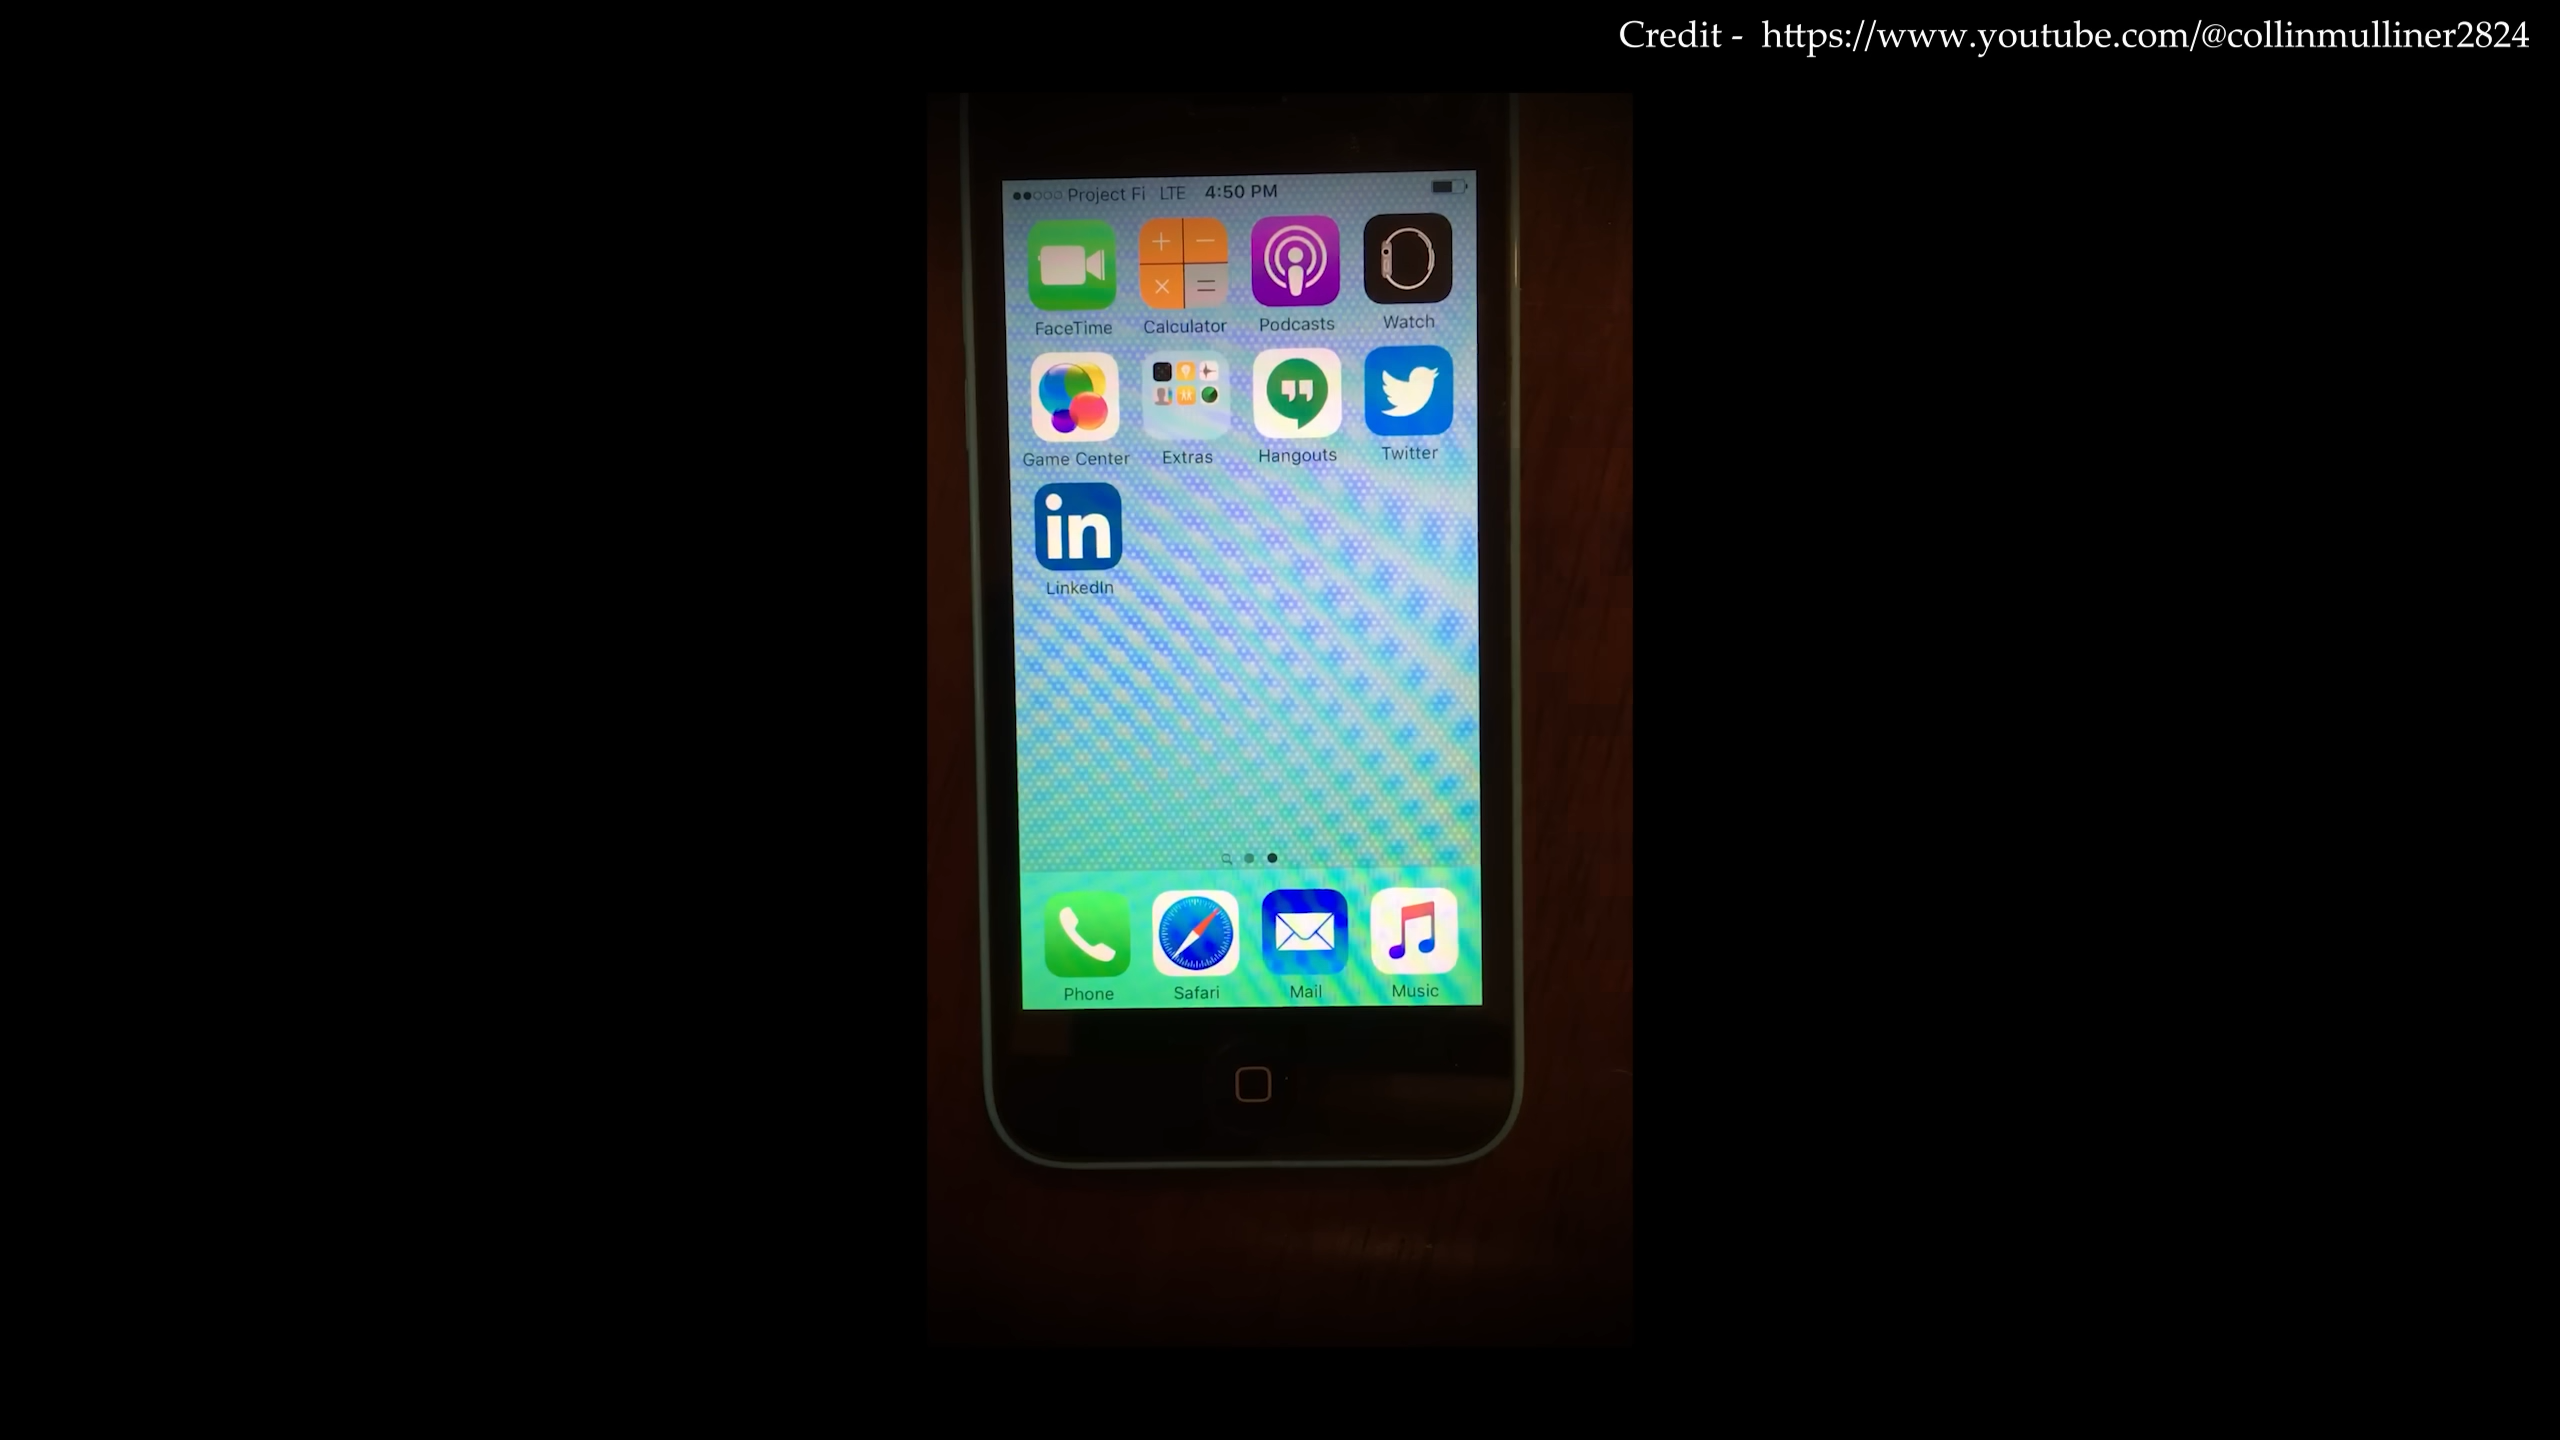 Credit - https://www.youtube.com/@collinmulliner2824
Project Fi LTE 4:50 PM
FaceTime Calculator Podcasts Watch
Game Center Extras Hangouts Twitter
in
LinkedIn
Phone Safari Mail Music